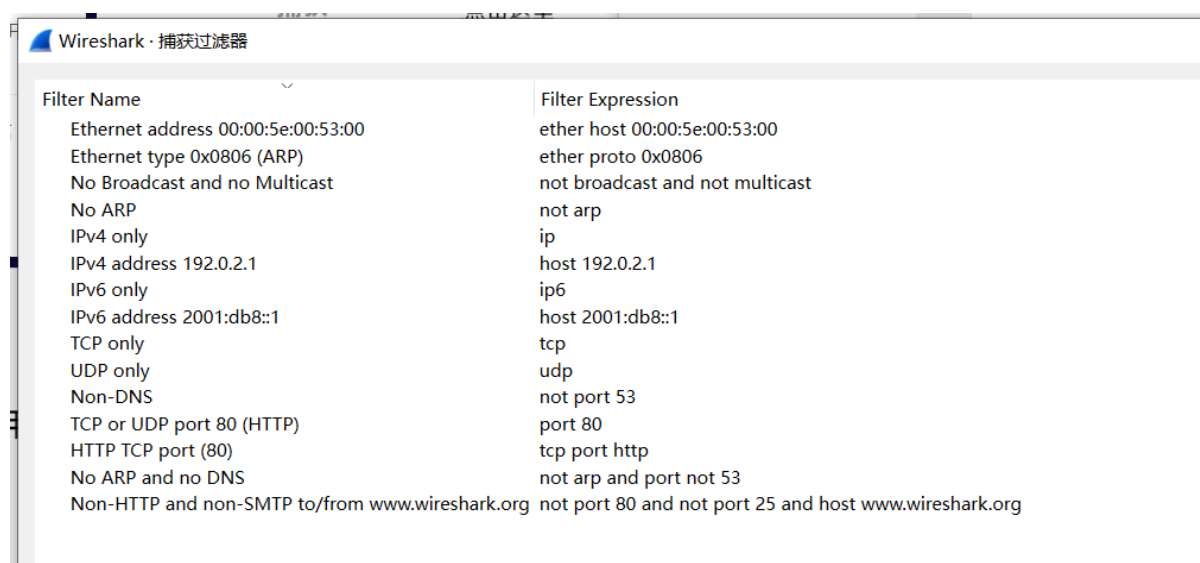 Wireshark · 捕获过滤器
Filter Name Filter Expression
Ethernet address 00:00:5e:00:53:00 ether host 00:00:5e:00:53:00
Ethernet type 0x0806 (ARP) ether proto 0x0806
No Broadcast and no Multicast not broadcast and not multicast
No ARP not arp
IPv4 only ip
IPv4 address 192.0.2.1 host 192.0.2.1
IPv6 only ip6
IPv6 address 2001:db8::1 host 2001:db8::1
TCP only tcp
UDP only udp
Non-DNS not port 53
TCP or UDP port 80 (HTTP) port 80
HTTP TCP port (80) tcp port http
No ARP and no DNS not arp and port not 53
Non-HTTP and non-SMTP to/from www.wireshark.org not port 80 and not port 25 and host www.wireshark.org